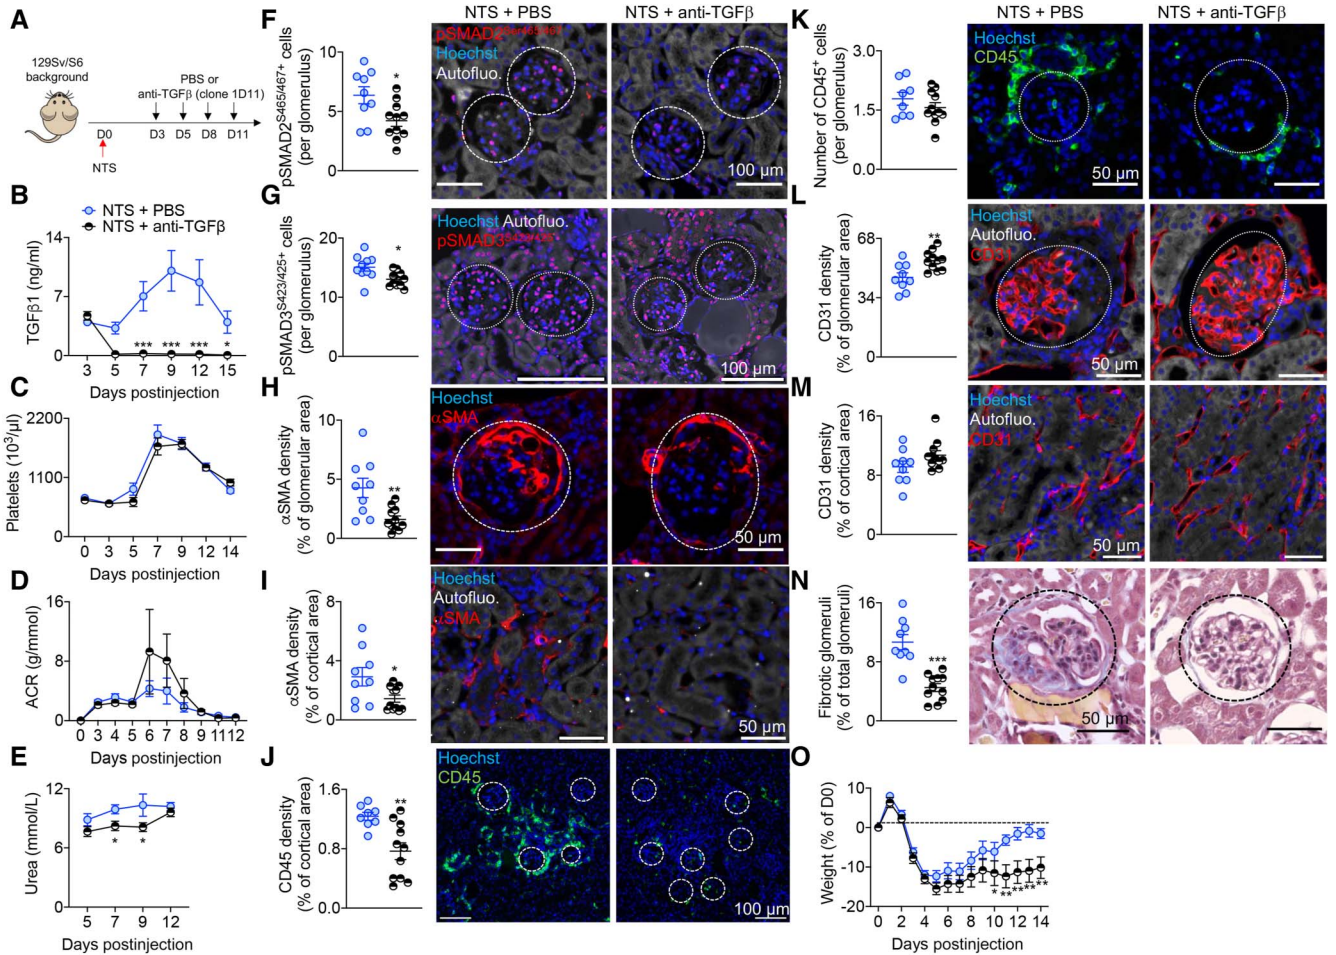 A
129Sv/S6
background
PBS or
anti-TGFβ (clone 1D11)
D0 D3 D5 D8 D11
NTS
B
NTS + PBS
NTS + anti-TGFβ
TGFβ1 (ng/ml)
14
7
0
*** *** *** *
3 5 7 9 12 15
Days postinjection
C
Platelets (10³/µl)
2200
1100
0
0 3 5 7 9 12 14
Days postinjection
D
ACR (g/mmol)
16
8
0
0 3 4 5 6 7 8 9 11 12
Days postinjection
E
Urea (mmol/L)
12
6
0
* *
5 7 9 12
Days postinjection
NTS + PBS NTS + anti-TGFβ
F
pSMAD2S465/467+ cells
(per glomerulus)
10
5
0
*
Hoechst
Autofluo.
100 µm
G
pSMAD3S423/425+ cells
(per glomerulus)
20
10
0
*
Hoechst Autofluo.
100 µm
H
αSMA density
(% of glomerular area)
10
5
0
**
Hoechst
αSMA
50 µm
I
αSMA density
(% of cortical area)
8
4
0
*
Hoechst
Autofluo.
αSMA
50 µm
J
CD45 density
(% of cortical area)
1.6
0.8
0.0
**
Hoechst
CD45
100 µm
NTS + PBS NTS + anti-TGFβ
K
Number of CD45+ cells
(per glomerulus)
3.0
1.5
0.0
Hoechst
CD45
50 µm
L
CD31 density
(% of glomerular area)
68
34
0
**
Hoechst
Autofluo.
CD31
50 µm
M
CD31 density
(% of cortical area)
16
8
0
Hoechst
Autofluo.
CD31
50 µm
N
Fibrotic glomeruli
(% of total glomeruli)
16
8
0
***
50 µm
O
Weight (% of D0)
10
0
-10
-20
* ** ** ** **
0 2 4 6 8 10 11 12 14
Days postinjection